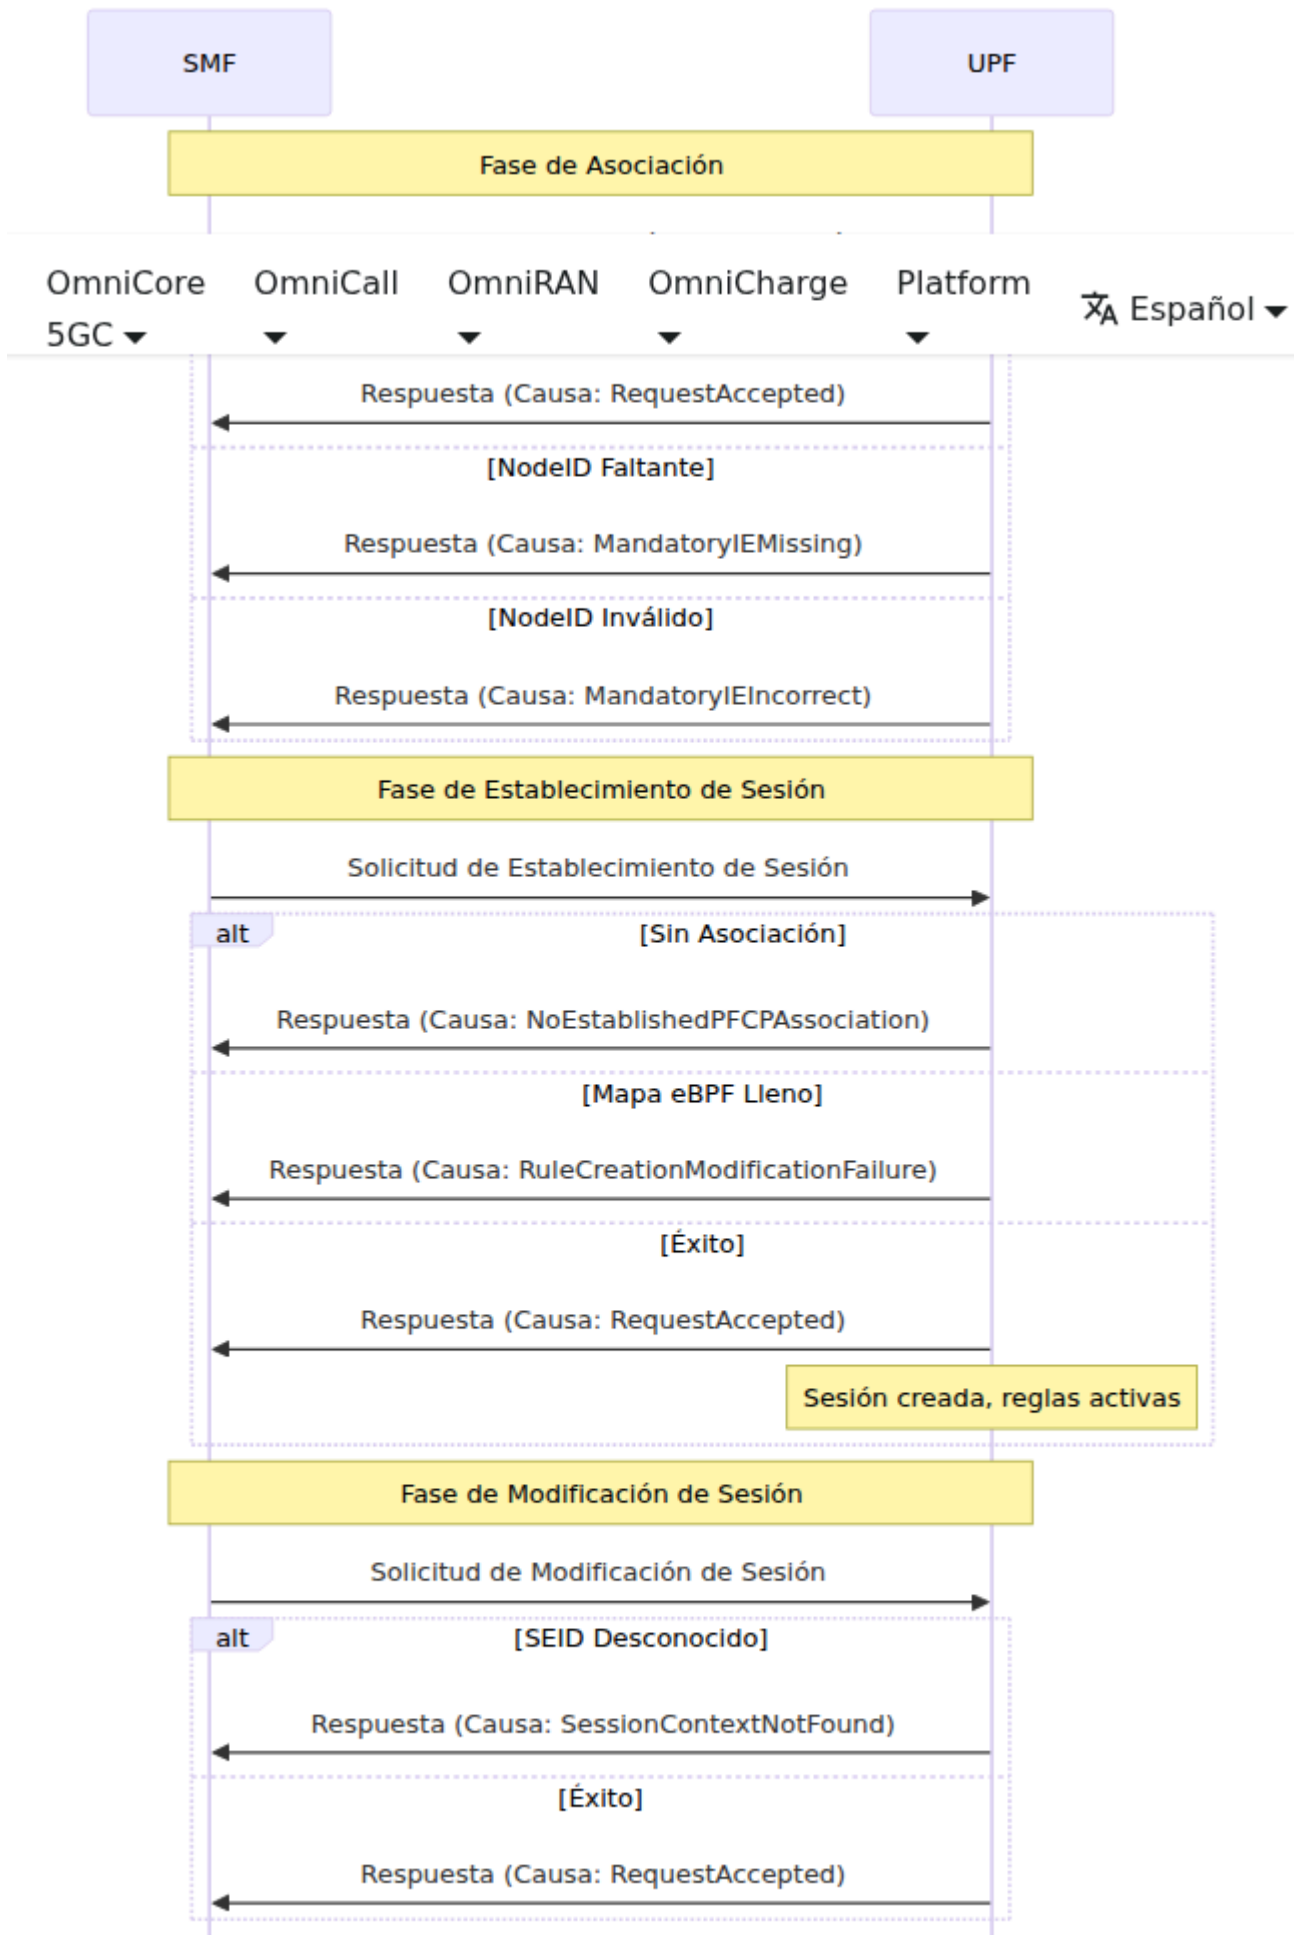 SMF
UPF
Fase de Asociación
OmniCore OmniCall OmniRAN OmniCharge Platform
5GC
Español
Respuesta (Causa: RequestAccepted)
[NodeID Faltante]
Respuesta (Causa: MandatoryIEMissing)
[NodeID Inválido]
Respuesta (Causa: MandatoryIEIncorrect)
Fase de Establecimiento de Sesión
Solicitud de Establecimiento de Sesión
alt
[Sin Asociación]
Respuesta (Causa: NoEstablishedPFCPAssociation)
[Mapa eBPF Lleno]
Respuesta (Causa: RuleCreationModificationFailure)
[Éxito]
Respuesta (Causa: RequestAccepted)
Sesión creada, reglas activas
Fase de Modificación de Sesión
Solicitud de Modificación de Sesión
alt
[SEID Desconocido]
Respuesta (Causa: SessionContextNotFound)
[Éxito]
Respuesta (Causa: RequestAccepted)